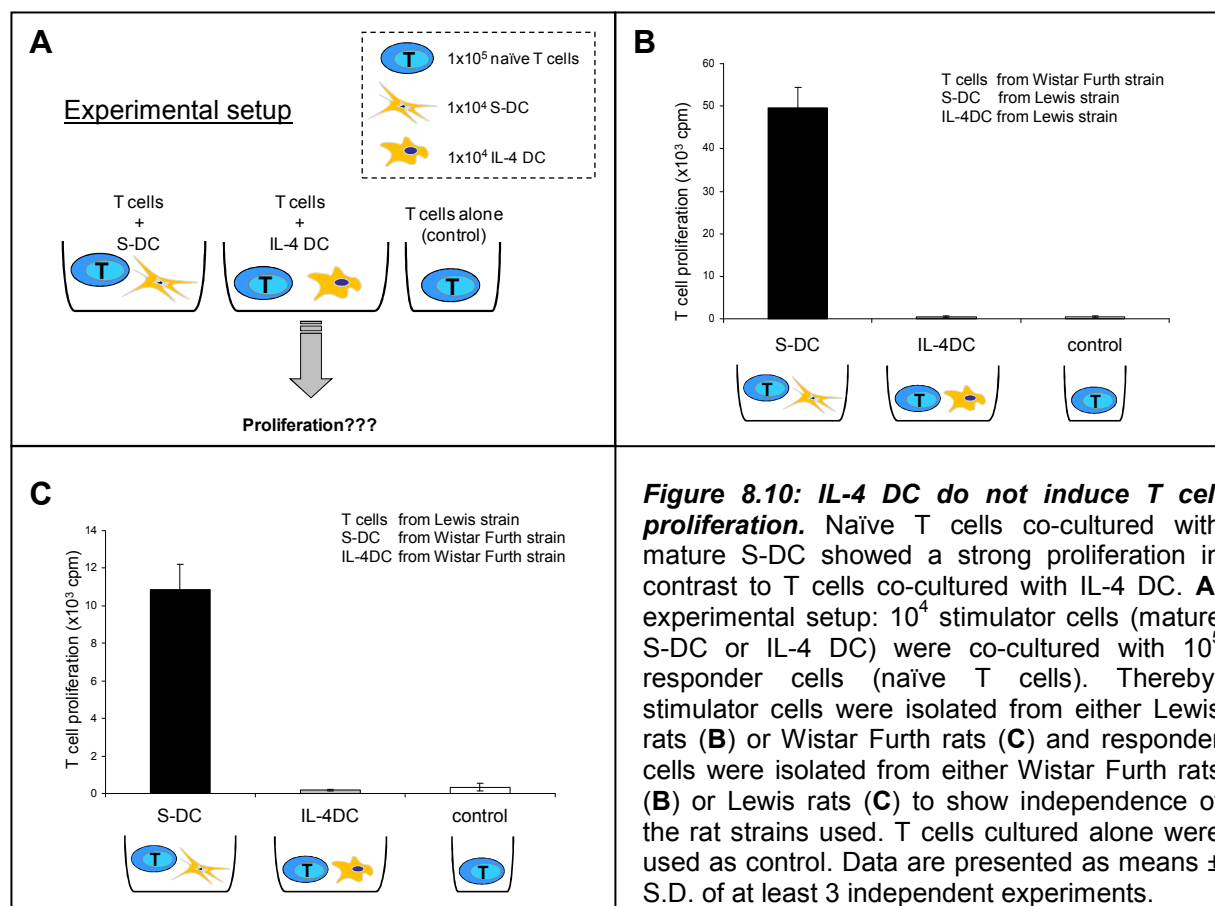 A
Experimental setup
T
1x10⁵ naïve T cells
1x10⁴ S-DC
1x10⁴ IL-4 DC
T cells
+
S-DC
T cells
+
IL-4 DC
T cells alone
(control)
T
T
T
Proliferation???
B
T cell proliferation (x10³ cpm)
60
50
40
30
20
10
0
T cells from Wistar Furth strain
S-DC from Lewis strain
IL-4DC from Lewis strain
S-DC IL-4DC control
T
T
T
C
T cell proliferation (x10³ cpm)
14
12
10
8
6
4
2
0
T cells from Lewis strain
S-DC from Wistar Furth strain
IL-4DC from Wistar Furth strain
S-DC IL-4DC control
T
T
T
Figure 8.10: IL-4 DC do not induce T cel
proliferation. Naïve T cells co-cultured with
mature S-DC showed a strong proliferation in
contrast to T cells co-cultured with IL-4 DC. A
experimental setup: 10⁴ stimulator cells (mature
S-DC or IL-4 DC) were co-cultured with 10⁵
responder cells (naïve T cells). Thereby
stimulator cells were isolated from either Lewis
rats (B) or Wistar Furth rats (C) and responder
cells were isolated from either Wistar Furth rats
(B) or Lewis rats (C) to show independence of
the rat strains used. T cells cultured alone were
used as control. Data are presented as means ±
S.D. of at least 3 independent experiments.